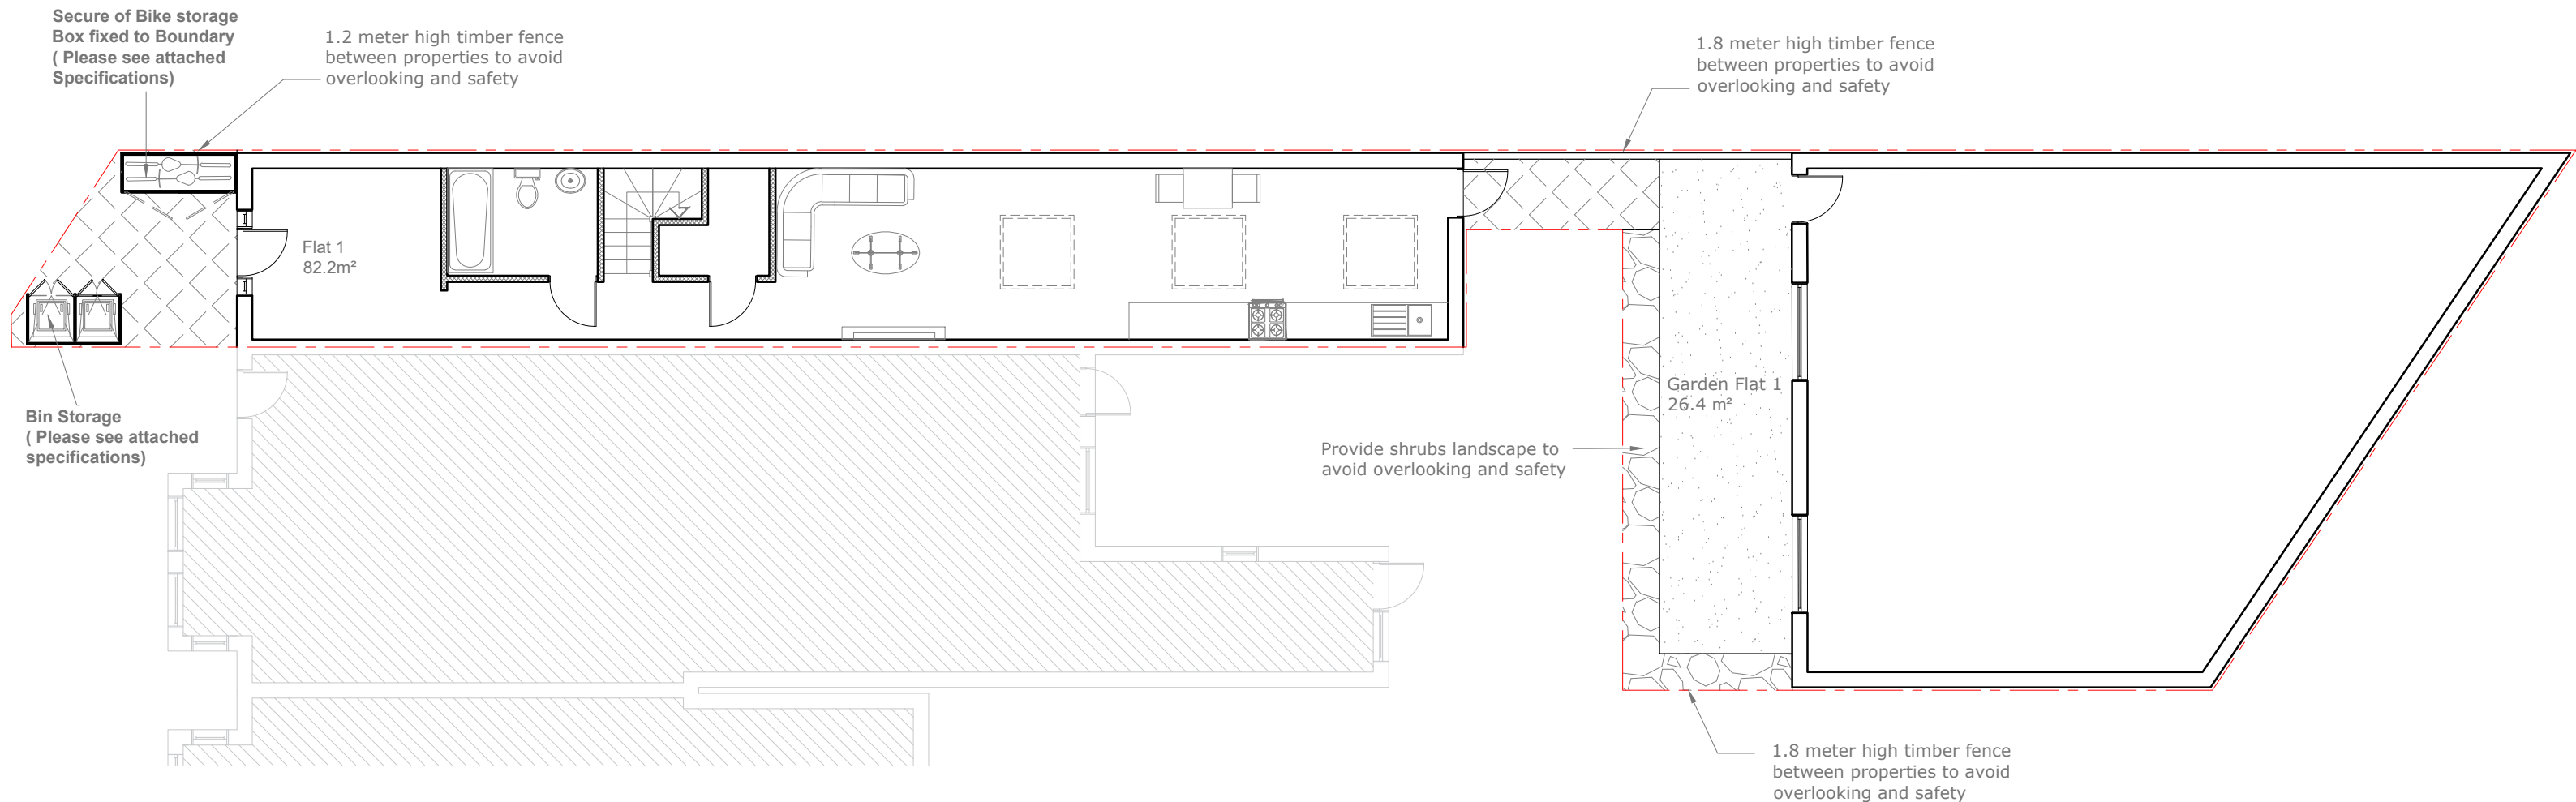 Secure of Bike storage
Box fixed to Boundary
( Please see attached
Specifications)
1.2 meter high timber fence
between properties to avoid
overlooking and safety
1.8 meter high timber fence
between properties to avoid
overlooking and safety
Flat 1
82.2m²
Garden Flat 1
26.4 m²
Bin Storage
( Please see attached
specifications)
Provide shrubs landscape to
avoid overlooking and safety
1.8 meter high timber fence
between properties to avoid
overlooking and safety